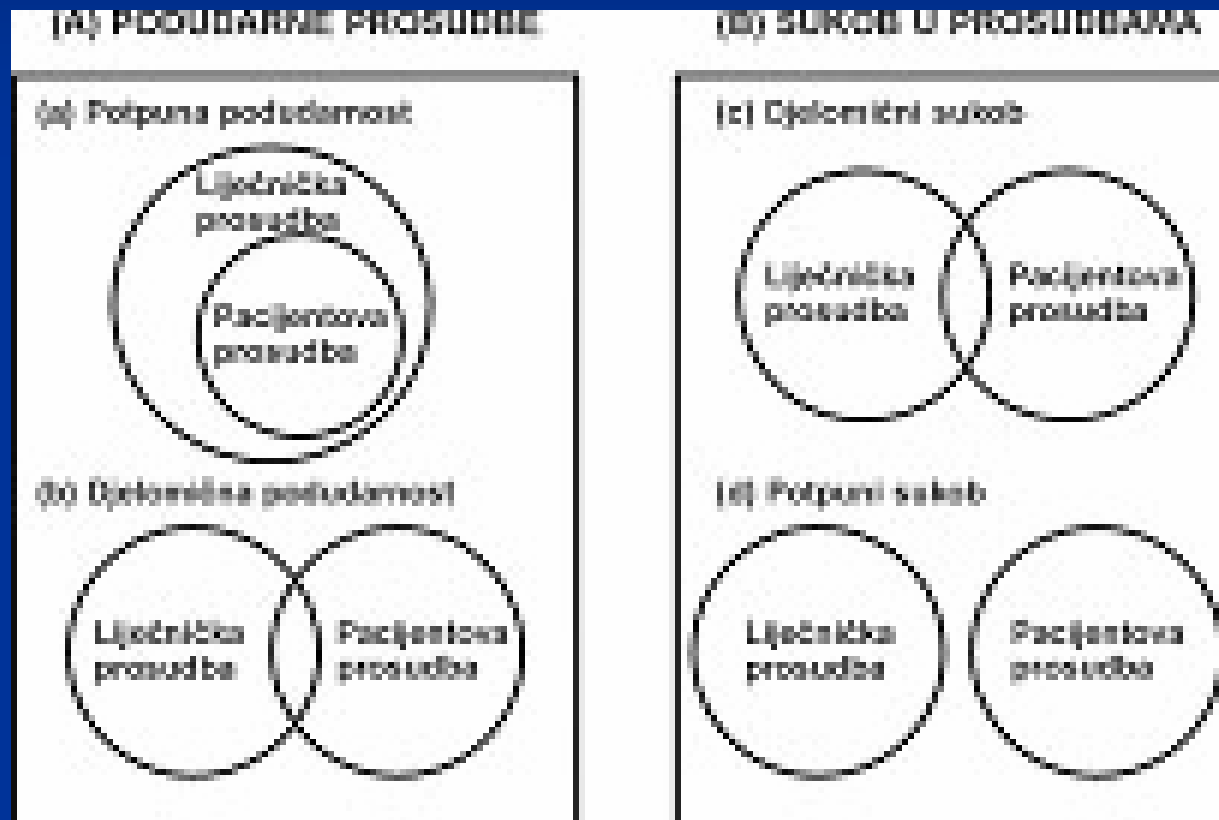 (A) PODUDARNE PROSUDBE
(a) Potpuna podudarnost
Liječnička
prosudba
Pacijentova
prosudba
(b) Djelomična podudarnost
Liječnička
prosudba
Pacijentova
prosudba
(B) SUKOB U PROSUDBAMA
(c) Djelomični sukob
Liječnička
prosudba
Pacijentova
prosudba
(d) Potpuni sukob
Liječnička
prosudba
Pacijentova
prosudba